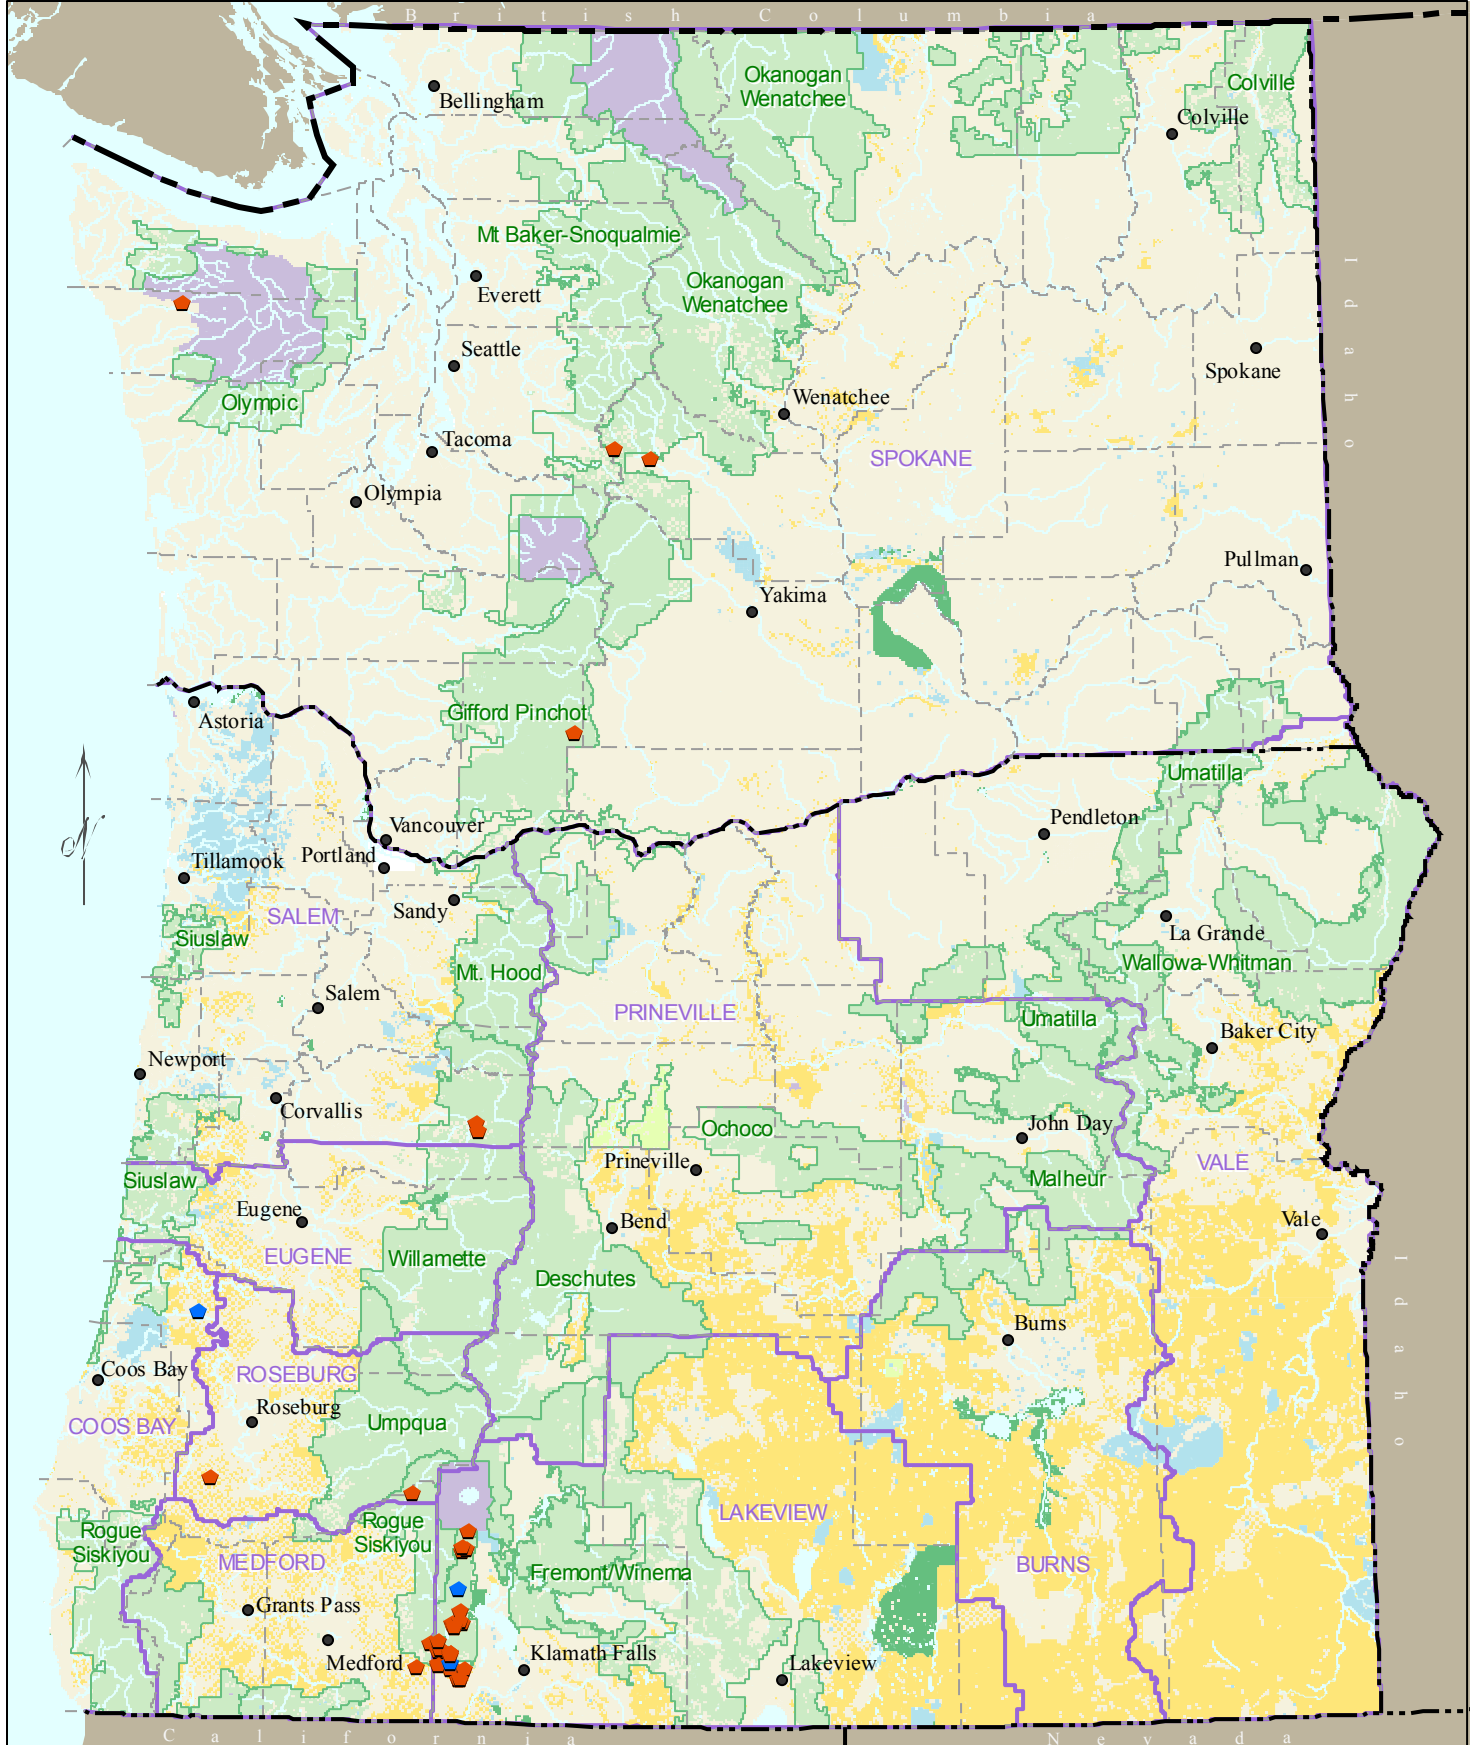 British Columbia
Okanogan
Wenatchee
Colville
Bellingham
Colville
Mt Baker-Snoqualmie
Okanogan
Wenatchee
Everett
Idaho
Seattle
Spokane
Wenatchee
Olympic
Tacoma
SPOKANE
Olympia
Pullman
Yakima
Gifford Pinchot
Astoria
Umatilla
Vancouver
Pendleton
Portland
Tillamook
Sandy
SALEM
La Grande
Siuslaw
Wallowa-Whitman
Mt. Hood
Salem
PRINEVILLE
Umatilla
Baker City
Newport
Corvallis
John Day
Ochoco
Prineville
VALE
Siuslaw
Malheur
Eugene
Bend
Vale
EUGENE
Willamette
Deschutes
Idaho
Burns
Coos Bay
ROSEBURG
Roseburg
COOS BAY
Umpqua
LAKEVIEW
Rogue
Siskiyou
Rogue
Siskiyou
MEDFORD
Fremont/Winema
BURNS
Grants Pass
Medford
Klamath Falls
Lakeview
California
Nevada